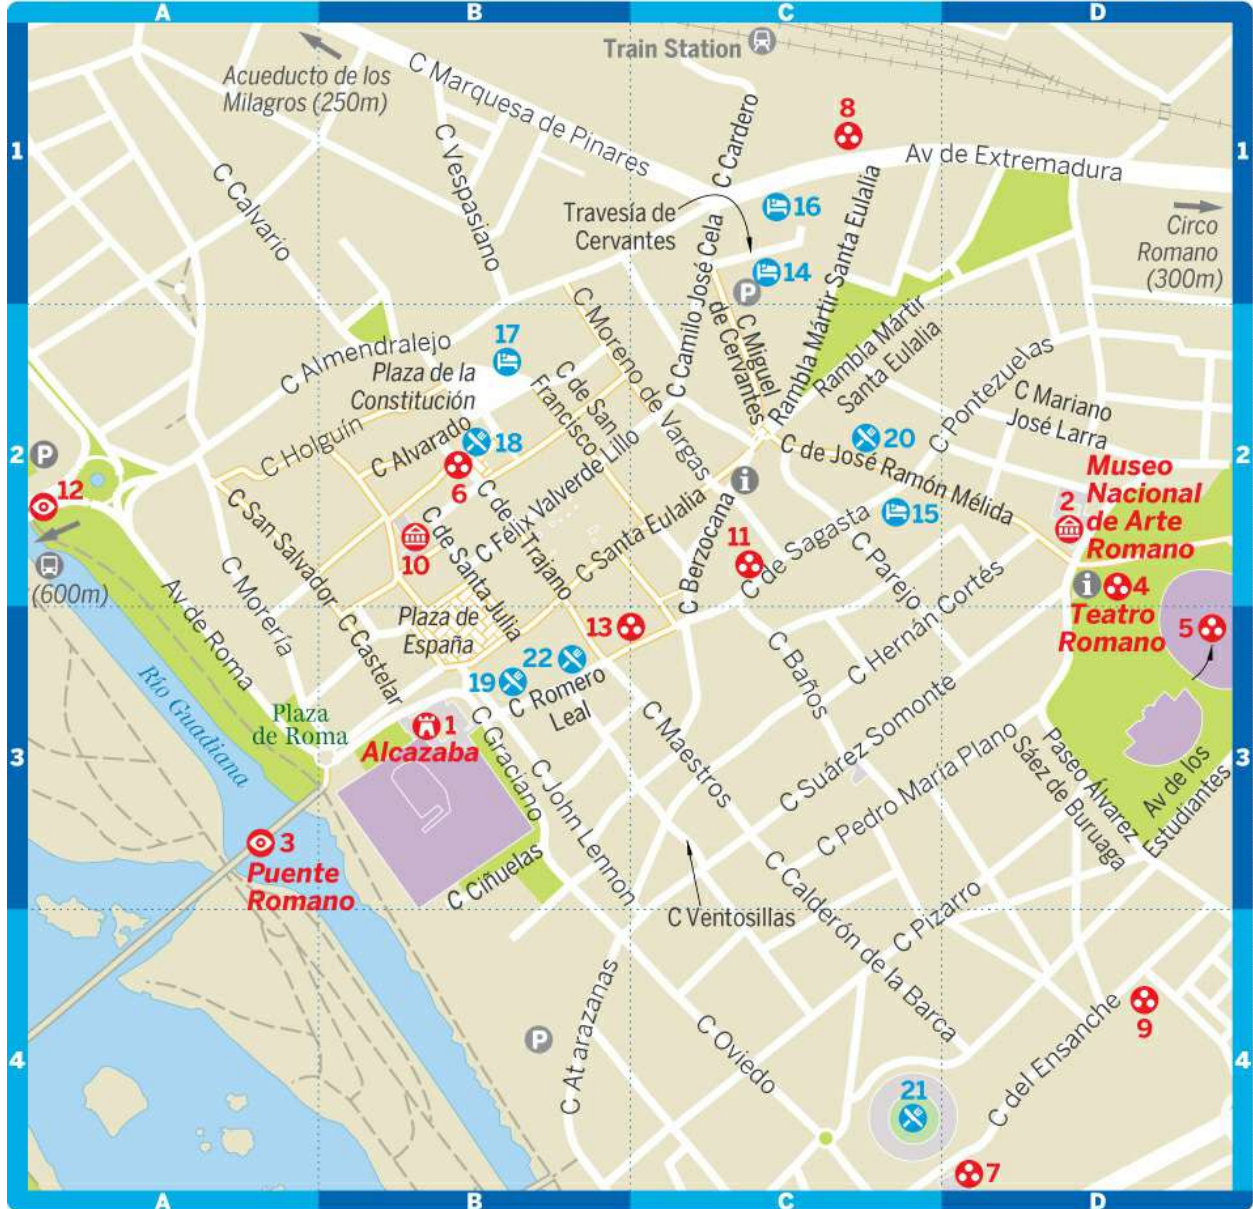 A
B
C
D
1
1
2
2
3
3
4
4
Train Station
Acueducto de los
Milagros (250m)
C Marquesa de Pinares
C Cardero
8
Av de Extremadura
C Vespasiano
C Calvario
Travesía de
Cervantes
16
14
P
Circo
Romano
(300m)
C Camilo José Cela
Rambla Mártir Santa Eulalia
C Moreno de Vargas
C Miguel
de Cervantes
Rambla Mártir
Santa Eulalia
C Almendralejo
17
Plaza de la
Constitución
C de San
Francisco
C Pontezuelas
C Mariano
José Larra
C Holguín
C Alvarado
18
6
C Félix Valverde Lillo
20
C de José Ramón Mélida
P
12
(600m)
Museo
Nacional
de Arte
Romano
2
i
15
C San Salvador
10
C de Santa Julia
C de Trajano
C Santa Eulalia
C Berzocana
11
C de Sagasta
C Parejo
C Hernán Cortés
i
4
Teatro
Romano
5
C Morería
Av de Roma
C Castelar
Plaza de
España
13
22
19
C Romero
Leal
C Baños
Río Guadiana
Plaza
de Roma
1
Alcazaba
C Graciano
C John Lennon
C Maestros
C Suárez Somonte
C Pedro María Plano
Sáez de Buruaga
Paseo Álvarez
Av de los
Estudiantes
3
Puente
Romano
C Ciñuelas
C Ventosillas
C Calderón de la Barca
C Pizarro
C At arazanas
P
C Oviedo
9
C del Ensanche
21
7
A
B
C
D